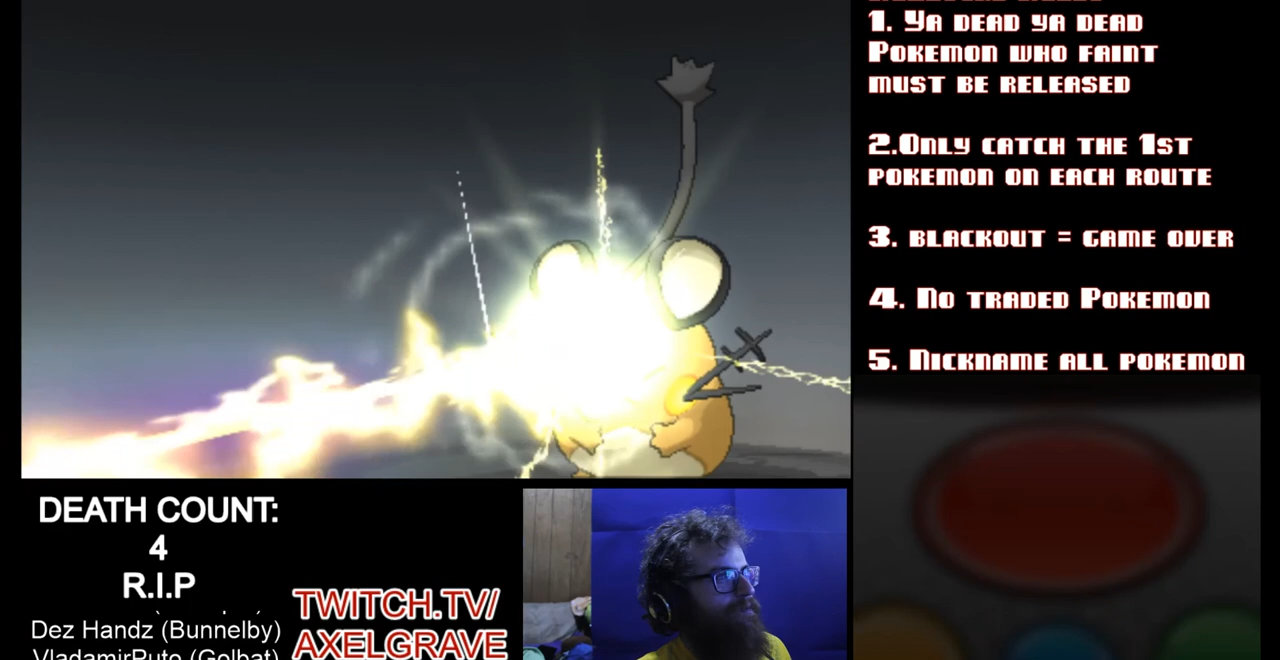 1. Ya dead ya dead
Pokemon who faint
must be released
2.Only catch the 1st
pokemon on each route
3. blackout = game over
4. No traded Pokemon
5. Nickname all pokemon
DEATH COUNT:
4
R.I.P
Dez Handz (Bunnelby)
VladamirPuto (Golbat)
TWITCH.TV/
AXELGRAVE